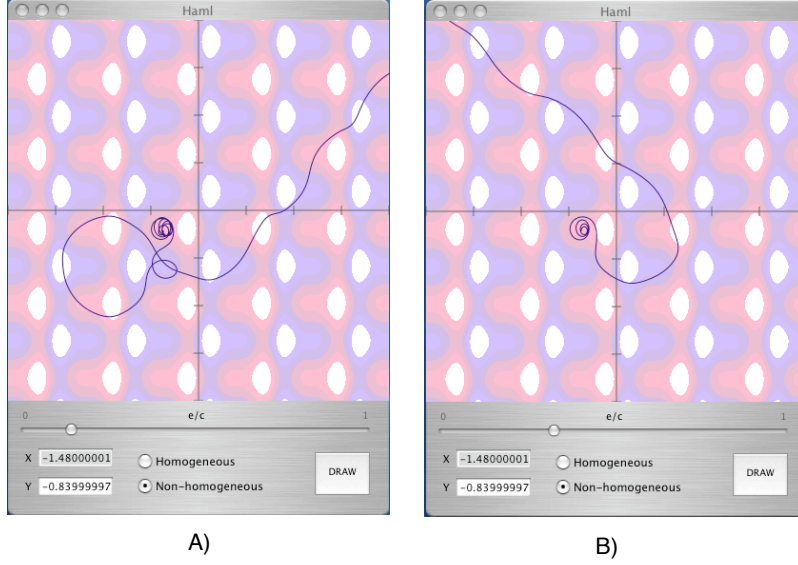 Haml
0 e/c 1
X -1.48000001
Homogeneous
Y -0.83999997
Non-homogeneous
DRAW
A)
Haml
0 e/c 1
X -1.48000001
Homogeneous
Y -0.83999997
Non-homogeneous
DRAW
B)